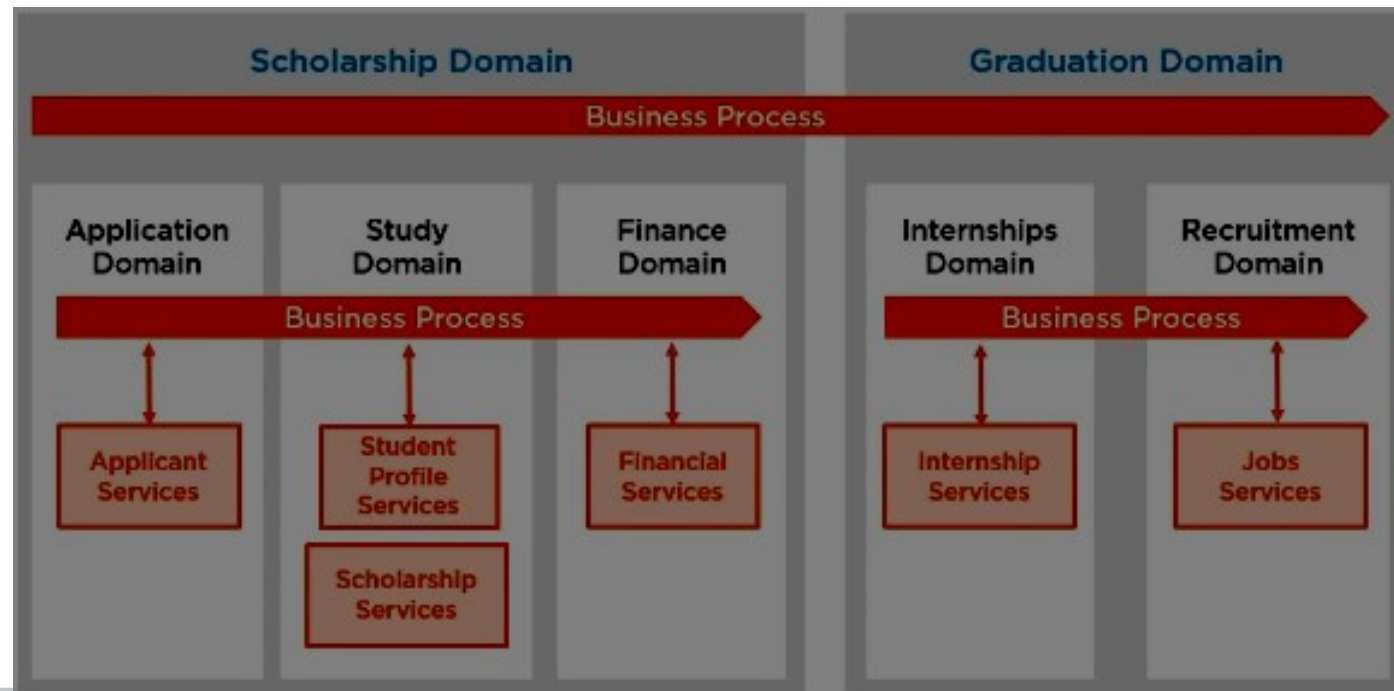 Scholarship Domain
Graduation Domain
Business Process
Application
Domain
Study
Domain
Finance
Domain
Internships
Domain
Recruitment
Domain
Business Process
Business Process
Applicant
Services
Student
Profile
Services
Financial
Services
Internship
Services
Jobs
Services
Scholarship
Services